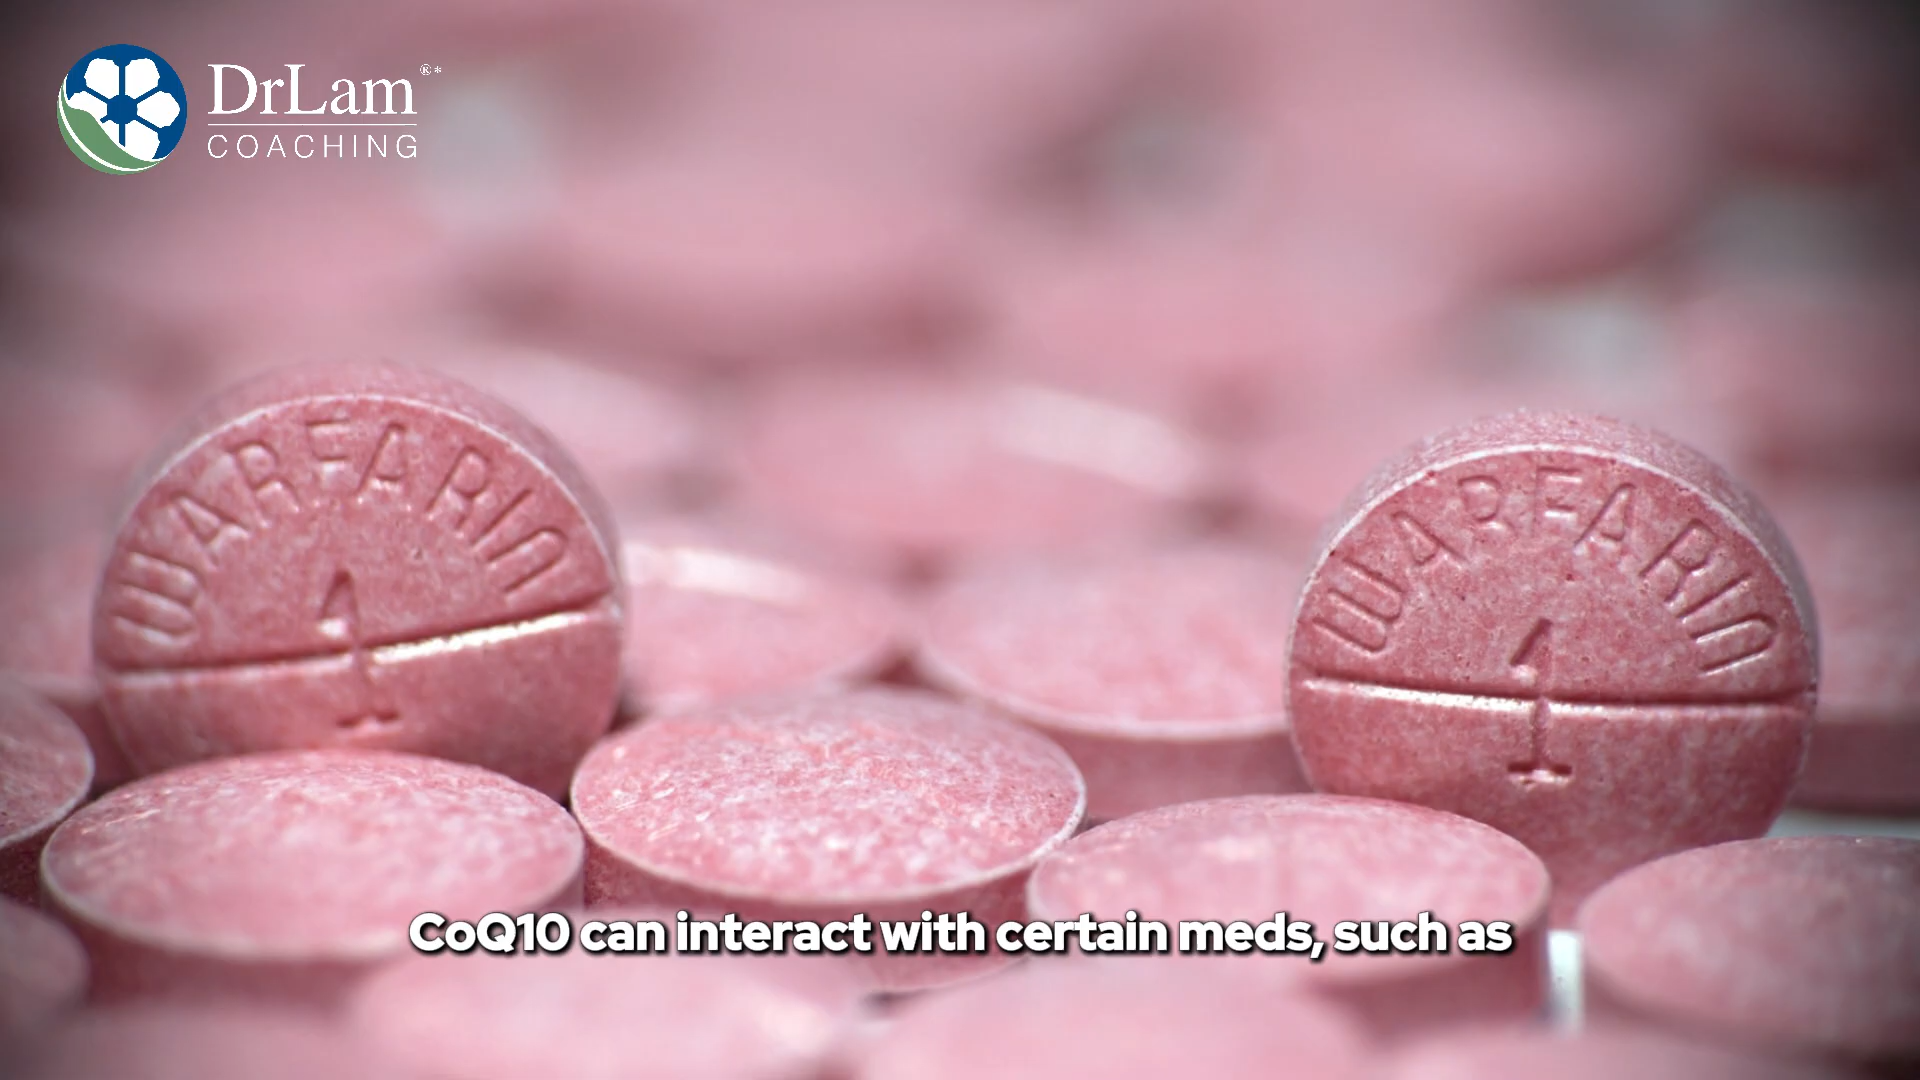 DrLam®*
COACHING
WARFARIN
1
WARFARIN
1
CoQ10 can interact with certain meds, such as